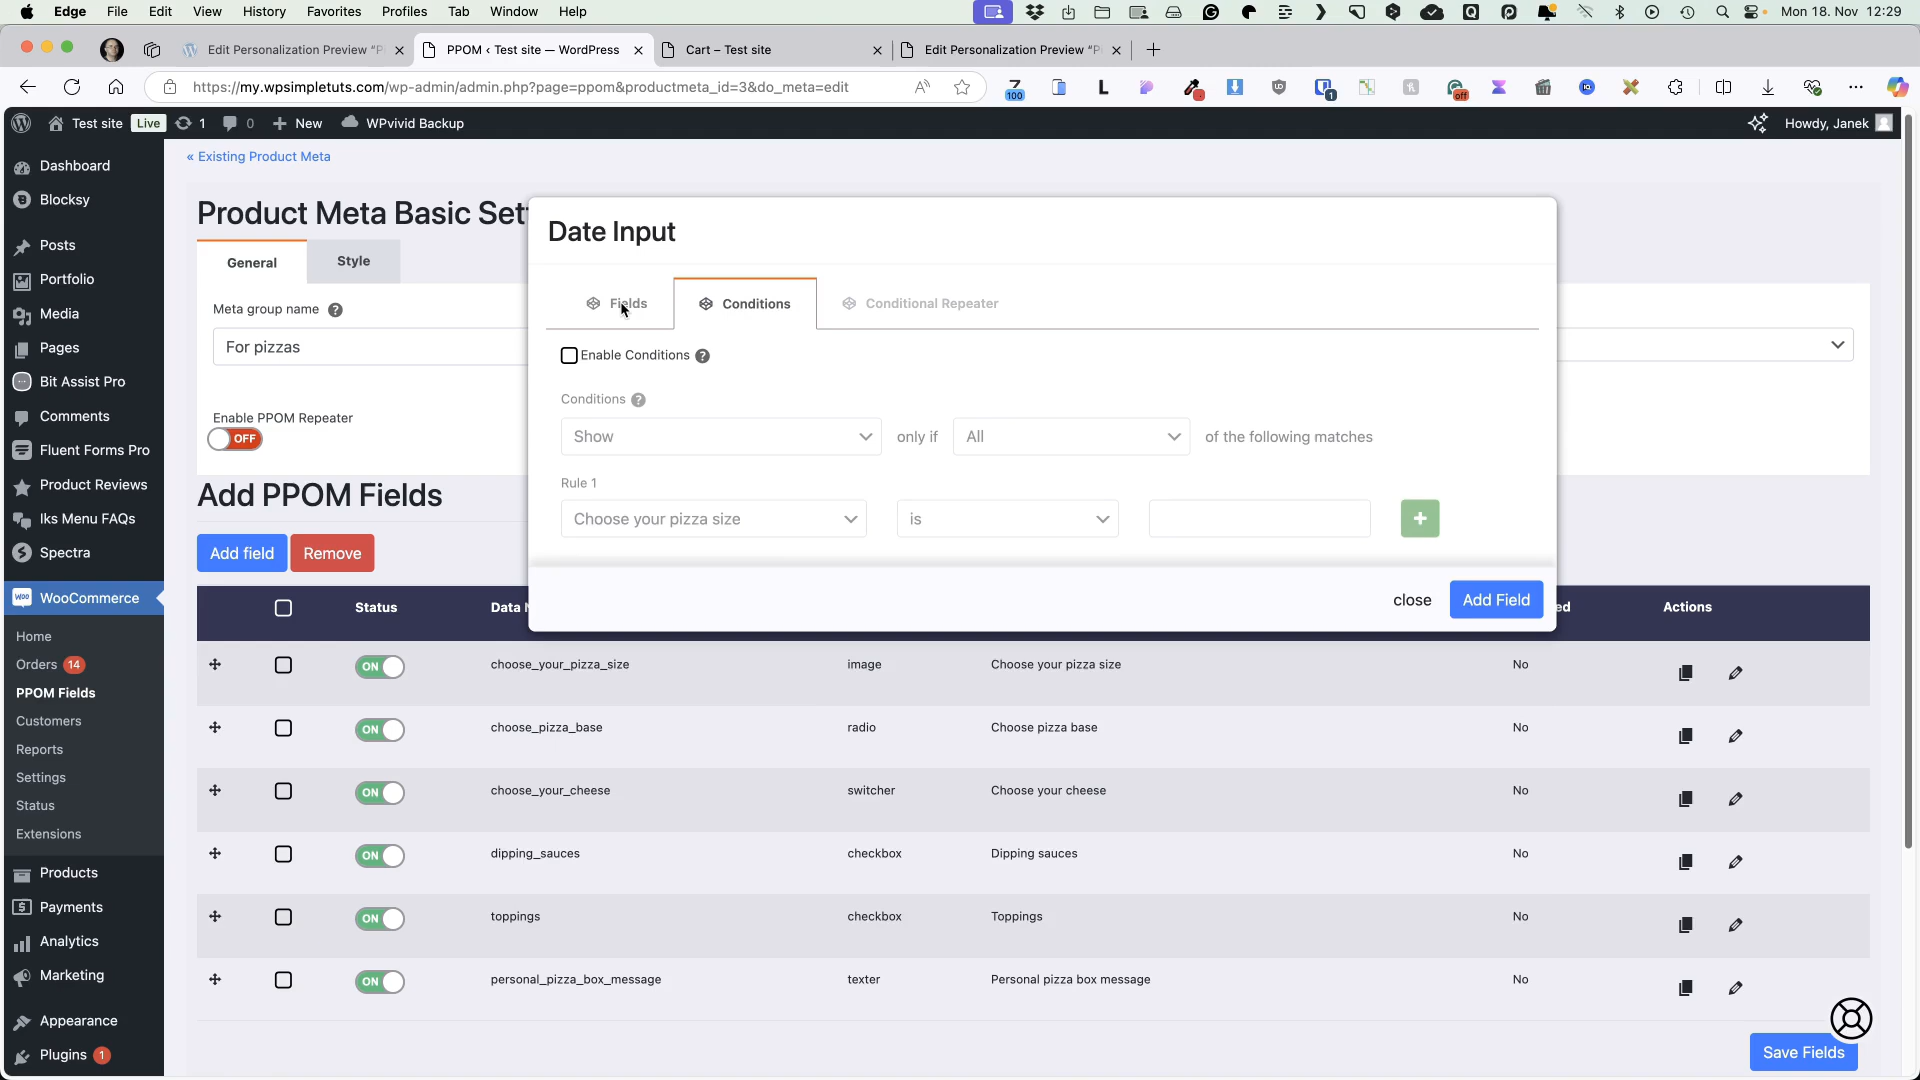 Edge File Edit View History Favorites Profiles Tab Window Help Mon 18. Nov 12:29
Edit Personalization Preview "P PPOM ‹ Test site — WordPress Cart – Test site Edit Personalization Preview "P
https://my.wpsimpletuts.com/wp-admin/admin.php?page=ppom&productmeta_id=3&do_meta=edit
Test site Live 1 0 New WPvivid Backup Howdy, Janek
« Existing Product Meta
Dashboard
Blocksy
Posts
Portfolio
Media
Pages
Bit Assist Pro
Comments
Fluent Forms Pro
Product Reviews
Iks Menu FAQs
Spectra
WooCommerce
Home
Orders 14
PPOM Fields
Customers
Reports
Settings
Status
Extensions
Products
Payments
Analytics
Marketing
Appearance
Plugins 1
Product Meta Basic Set
General Style
Meta group name
For pizzas
Enable PPOM Repeater
OFF
Date Input
Fields Conditions Conditional Repeater
Enable Conditions
Conditions
Show only if All of the following matches
Rule 1
Choose your pizza size is +
close Add Field
Add PPOM Fields
Add field Remove
Status Data N ed Actions
ON choose_your_pizza_size image Choose your pizza size No
ON choose_pizza_base radio Choose pizza base No
ON choose_your_cheese switcher Choose your cheese No
ON dipping_sauces checkbox Dipping sauces No
ON toppings checkbox Toppings No
ON personal_pizza_box_message texter Personal pizza box message No
Save Fields